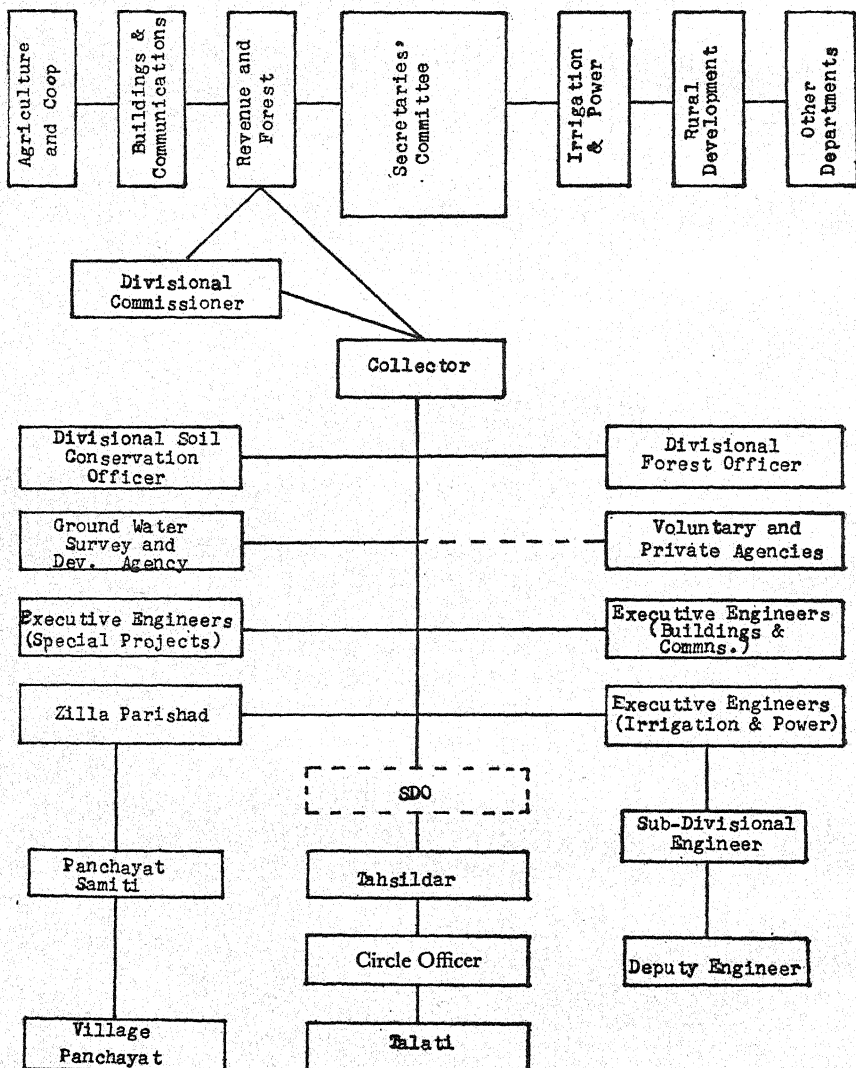 Agriculture
and Coop
Buildings &
Communications
Revenue and
Forest
Secretaries'
Committee
Irrigation
& Power
Rural
Development
Other
Departments
Divisional
Commissioner
Collector
Divisional Soil
Conservation
Officer
Divisional
Forest Officer
Ground Water
Survey and
Dev. Agency
Voluntary and
Private Agencies
Executive Engineers
(Special Projects)
Executive Engineers
(Buildings &
Commns.)
Zilla Parishad
Executive Engineers
(Irrigation & Power)
SDO
Sub-Divisional
Engineer
Panchayat
Samiti
Tahsildar
Circle Officer
Deputy Engineer
Village
Panchayat
Talati